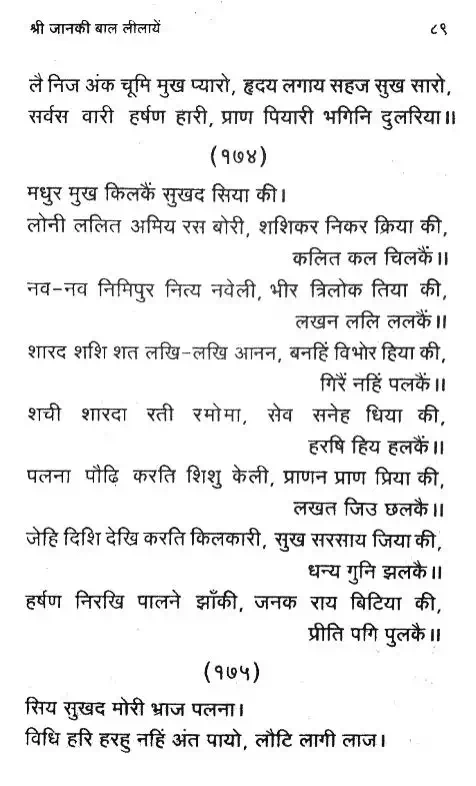 श्री जानकी बाल लीलायें ८९
लै निज अंक चूमि मुख प्यारो, हृदय लगाय सहज सुख सारो,
सर्वस वारी हर्षण हारी, प्राण पियारी भगिनि दुलरिया॥
(१७४)
मधुर मुख किलकैं सुखद सिया की।
लोनी ललित अमिय रस बोरी, शशिकर निकर क्रिया की,
कलित कल चिलकैं॥
नव-नव निमिपुर नित्य नवेली, भीर त्रिलोक तिया की,
लखन ललि ललकैं॥
शारद शशि शत लखि-लखि आनन, बनहिं विभोर हिया की,
गिरैं नहिं पलकैं॥
शची शारदा रती रमोमा, सेव सनेह धिया की,
हरषि हिय हलकैं॥
पलना पौढ़ि करति शिशु केली, प्राणन प्राण प्रिया की,
लखत जिउ छलकै॥
जेहि दिशि देखि करति किलकारी, सुख सरसाय जिया की,
धन्य गुनि झलकै॥
हर्षण निरखि पालने झाँकी, जनक राय बिटिया की,
प्रीति पगि पुलकै॥
(१७५)
सिय सुखद मोरी भ्राज पलना।
विधि हरि हरहु नहिं अंत पायो, लौटि लागी लाज।